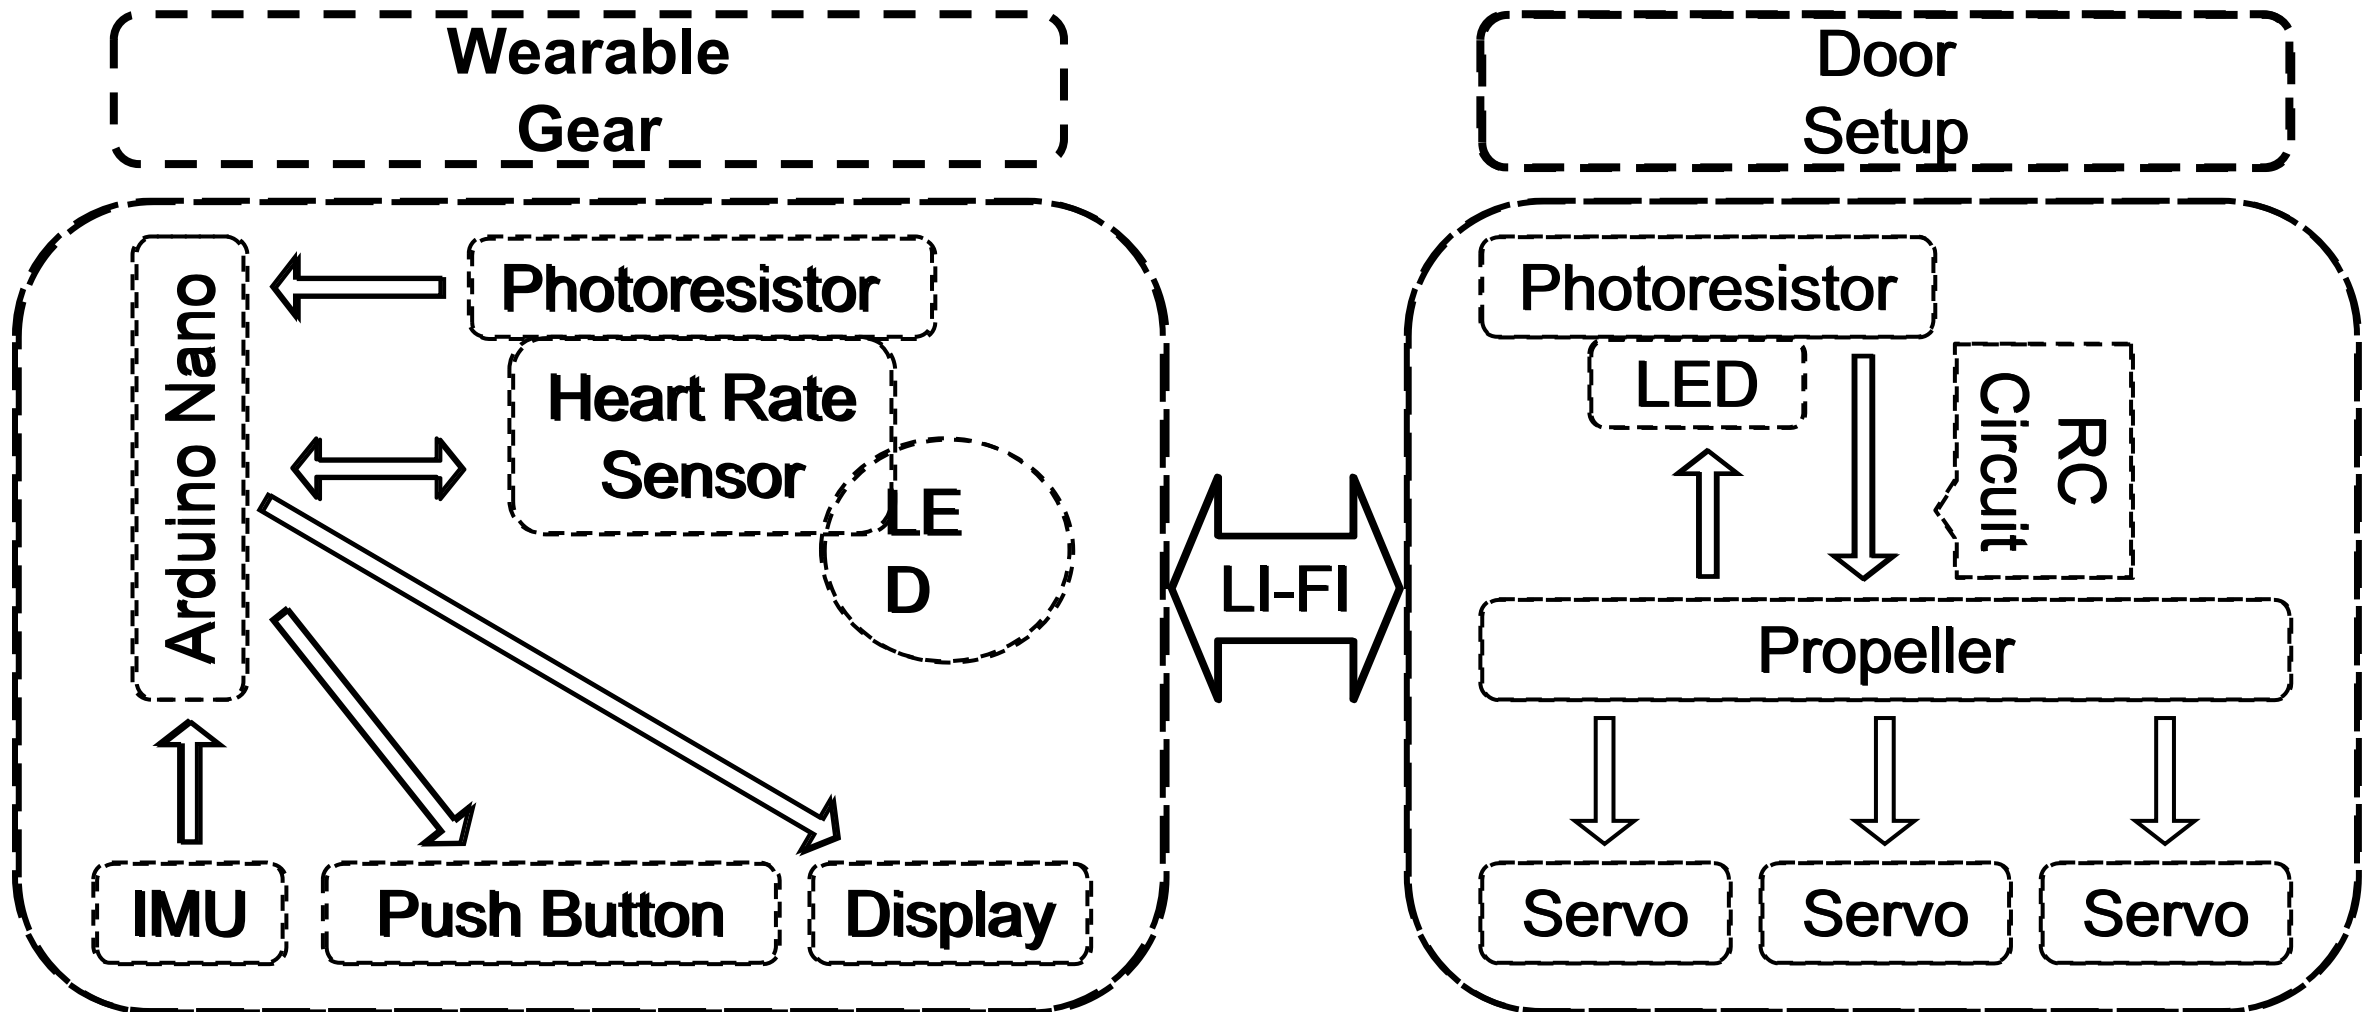 Wearable
Gear
Door
Setup
Arduino Nano
Photoresistor
Heart Rate
Sensor
LE
D
IMU
Push Button
Display
LI-FI
Photoresistor
LED
RC
Circuit
Propeller
Servo
Servo
Servo